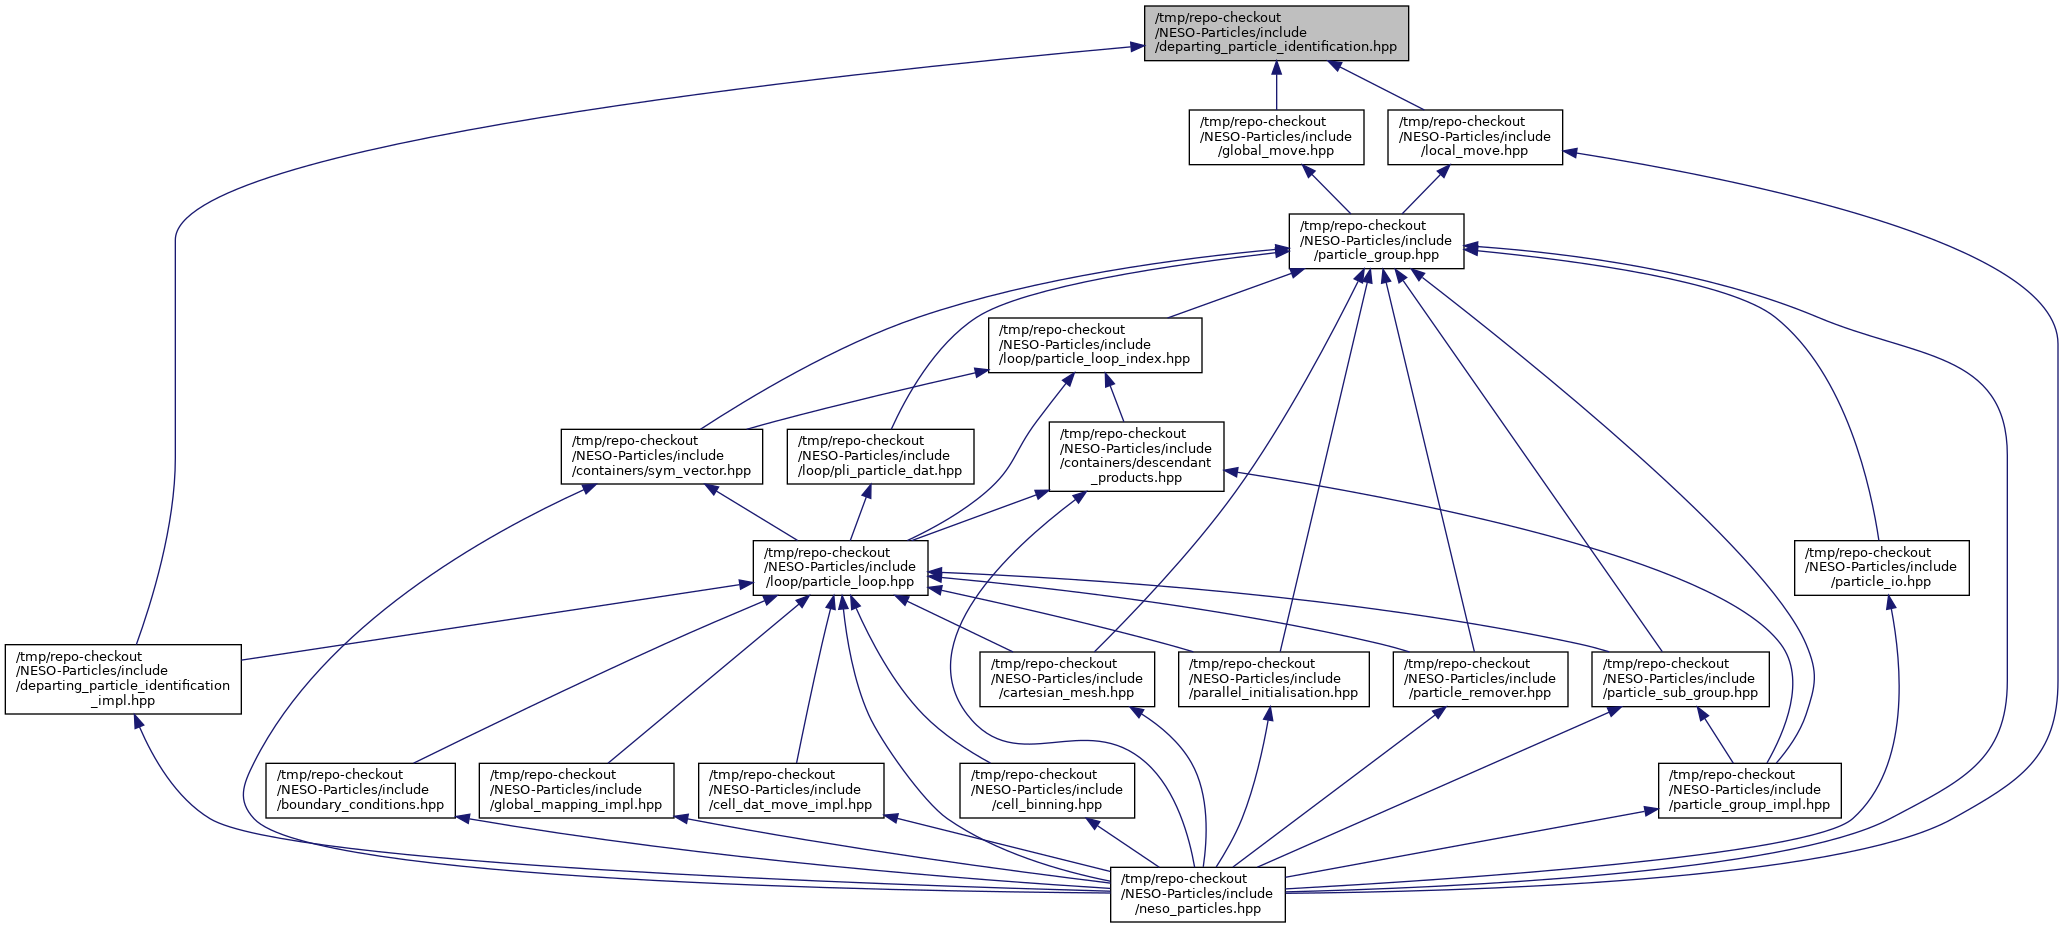 /tmp/repo-checkout
/NESO-Particles/include
/departing_particle_identification.hpp
/tmp/repo-checkout
/NESO-Particles/include
/global_move.hpp
/tmp/repo-checkout
/NESO-Particles/include
/local_move.hpp
/tmp/repo-checkout
/NESO-Particles/include
/particle_group.hpp
/tmp/repo-checkout
/NESO-Particles/include
/loop/particle_loop_index.hpp
/tmp/repo-checkout
/NESO-Particles/include
/containers/sym_vector.hpp
/tmp/repo-checkout
/NESO-Particles/include
/loop/pli_particle_dat.hpp
/tmp/repo-checkout
/NESO-Particles/include
/containers/descendant
_products.hpp
/tmp/repo-checkout
/NESO-Particles/include
/loop/particle_loop.hpp
/tmp/repo-checkout
/NESO-Particles/include
/particle_io.hpp
/tmp/repo-checkout
/NESO-Particles/include
/departing_particle_identification
_impl.hpp
/tmp/repo-checkout
/NESO-Particles/include
/cartesian_mesh.hpp
/tmp/repo-checkout
/NESO-Particles/include
/parallel_initialisation.hpp
/tmp/repo-checkout
/NESO-Particles/include
/particle_remover.hpp
/tmp/repo-checkout
/NESO-Particles/include
/particle_sub_group.hpp
/tmp/repo-checkout
/NESO-Particles/include
/boundary_conditions.hpp
/tmp/repo-checkout
/NESO-Particles/include
/global_mapping_impl.hpp
/tmp/repo-checkout
/NESO-Particles/include
/cell_dat_move_impl.hpp
/tmp/repo-checkout
/NESO-Particles/include
/cell_binning.hpp
/tmp/repo-checkout
/NESO-Particles/include
/particle_group_impl.hpp
/tmp/repo-checkout
/NESO-Particles/include
/neso_particles.hpp